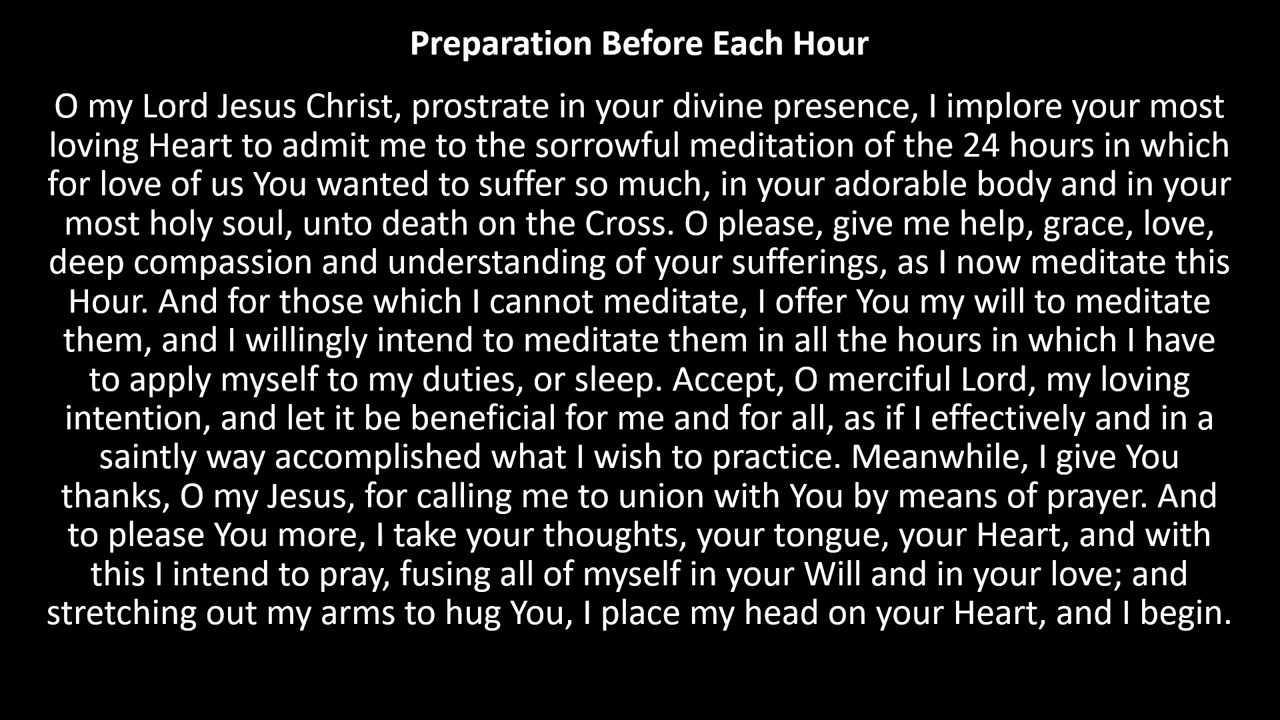 Preparation Before Each Hour
O my Lord Jesus Christ, prostrate in your divine presence, I implore your most
loving Heart to admit me to the sorrowful meditation of the 24 hours in which
for love of us You wanted to suffer so much, in your adorable body and in your
most holy soul, unto death on the Cross. O please, give me help, grace, love,
deep compassion and understanding of your sufferings, as I now meditate this
Hour. And for those which I cannot meditate, I offer You my will to meditate
them, and I willingly intend to meditate them in all the hours in which I have
to apply myself to my duties, or sleep. Accept, O merciful Lord, my loving
intention, and let it be beneficial for me and for all, as if I effectively and in a
saintly way accomplished what I wish to practice. Meanwhile, I give You
thanks, O my Jesus, for calling me to union with You by means of prayer. And
to please You more, I take your thoughts, your tongue, your Heart, and with
this I intend to pray, fusing all of myself in your Will and in your love; and
stretching out my arms to hug You, I place my head on your Heart, and I begin.